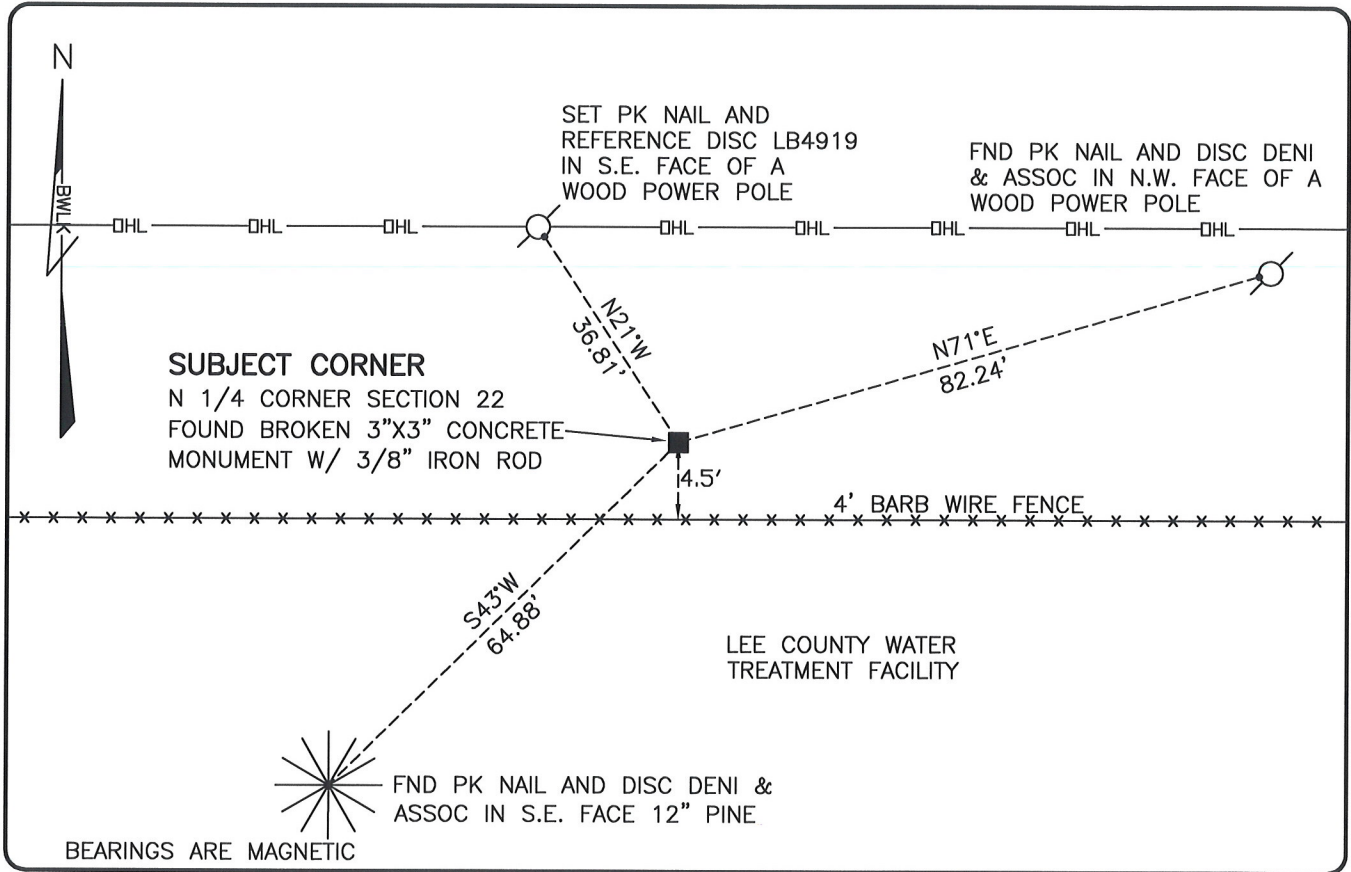 N
BWLK
SET PK NAIL AND
REFERENCE DISC LB4919
IN S.E. FACE OF A
WOOD POWER POLE
FND PK NAIL AND DISC DENI
& ASSOC IN N.W. FACE OF A
WOOD POWER POLE
OHL OHL OHL OHL OHL OHL OHL OHL
N21°W
36.81'
N71°E
82.24'
SUBJECT CORNER
N 1/4 CORNER SECTION 22
FOUND BROKEN 3"X3" CONCRETE
MONUMENT W/ 3/8" IRON ROD
4.5'
4' BARB WIRE FENCE
S43°W
64.88'
LEE COUNTY WATER
TREATMENT FACILITY
FND PK NAIL AND DISC DENI &
ASSOC IN S.E. FACE 12" PINE
BEARINGS ARE MAGNETIC